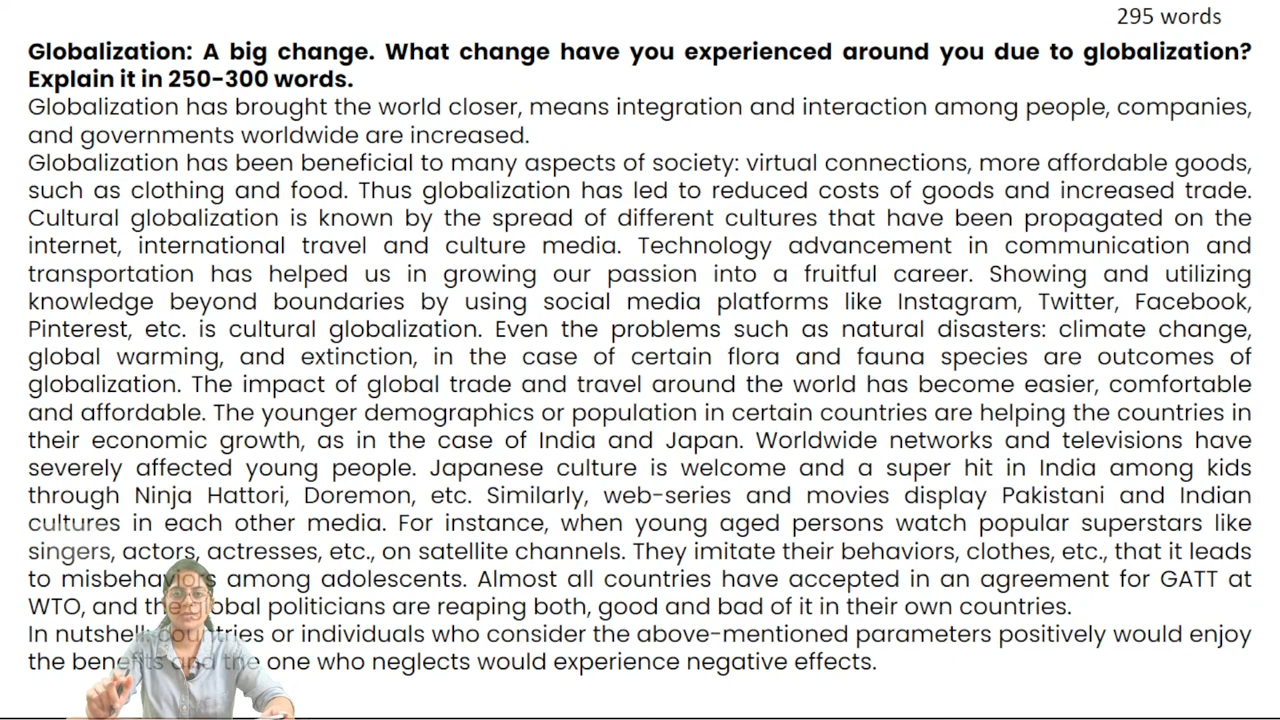 295 words
Globalization: A big change. What change have you experienced around you due to globalization?
Explain it in 250-300 words.
Globalization has brought the world closer, means integration and interaction among people, companies,
and governments worldwide are increased.
Globalization has been beneficial to many aspects of society: virtual connections, more affordable goods,
such as clothing and food. Thus globalization has led to reduced costs of goods and increased trade.
Cultural globalization is known by the spread of different cultures that have been propagated on the
internet, international travel and culture media. Technology advancement in communication and
transportation has helped us in growing our passion into a fruitful career. Showing and utilizing
knowledge beyond boundaries by using social media platforms like Instagram, Twitter, Facebook,
Pinterest, etc. is cultural globalization. Even the problems such as natural disasters: climate change,
global warming, and extinction, in the case of certain flora and fauna species are outcomes of
globalization. The impact of global trade and travel around the world has become easier, comfortable
and affordable. The younger demographics or population in certain countries are helping the countries in
their economic growth, as in the case of India and Japan. Worldwide networks and televisions have
severely affected young people. Japanese culture is welcome and a super hit in India among kids
through Ninja Hattori, Doremon, etc. Similarly, web-series and movies display Pakistani and Indian
cultures in each other media. For instance, when young aged persons watch popular superstars like
singers, actors, actresses, etc., on satellite channels. They imitate their behaviors, clothes, etc., that it leads
to misbehaviors among adolescents. Almost all countries have accepted in an agreement for GATT at
WTO, and the global politicians are reaping both, good and bad of it in their own countries.
In nutshell: countries or individuals who consider the above-mentioned parameters positively would enjoy
the benefits and the one who neglects would experience negative effects.